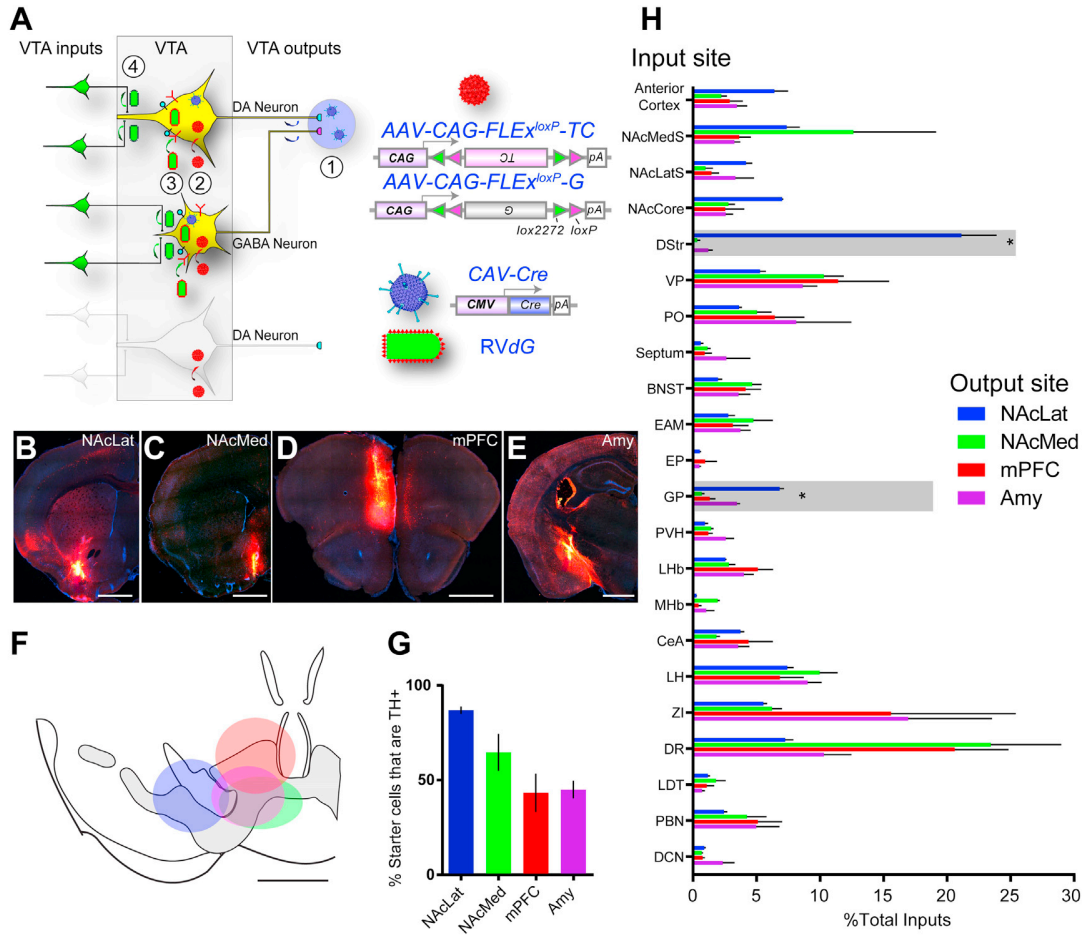 A
VTA inputs
VTA
VTA outputs
4
DA Neuron
1
3
2
GABA Neuron
DA Neuron
AAV-CAG-FLEx^loxP-TC
CAG
TC
pA
AAV-CAG-FLEx^loxP-G
CAG
G
pA
lox2272
loxP
CAV-Cre
CMV
Cre
pA
RVdG
B
NAcLat
C
NAcMed
D
mPFC
E
Amy
F
G
% Starter cells that are TH+
100
50
0
NAcLat
NAcMed
mPFC
Amy
H
Input site
Anterior
Cortex
NAcMedS
NAcLatS
NAcCore
DStr
*
VP
PO
Septum
BNST
EAM
EP
GP
*
PVH
LHb
MHb
CeA
LH
ZI
DR
LDT
PBN
DCN
Output site
NAcLat
NAcMed
mPFC
Amy
0
5
10
15
20
25
30
%Total Inputs